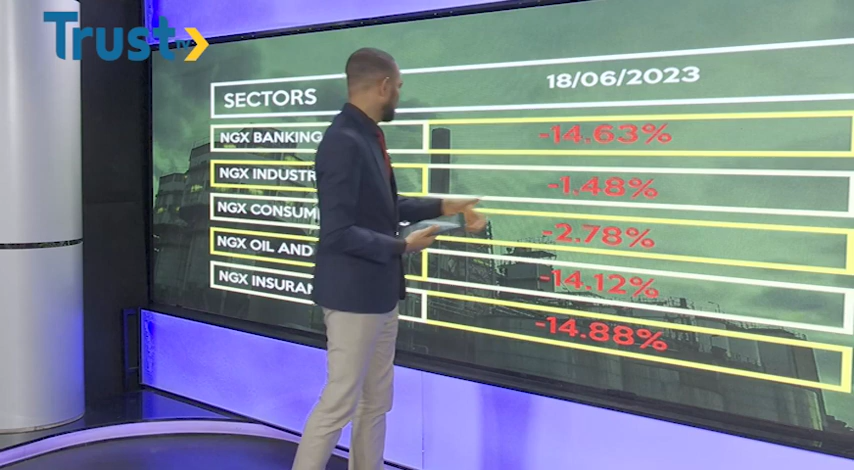 Trust tv
SECTORS 18/06/2023
NGX BANKING -14.63%
NGX INDUSTR -1.48%
NGX CONSUM -2.78%
NGX OIL AND -14.12%
NGX INSURAN -14.88%